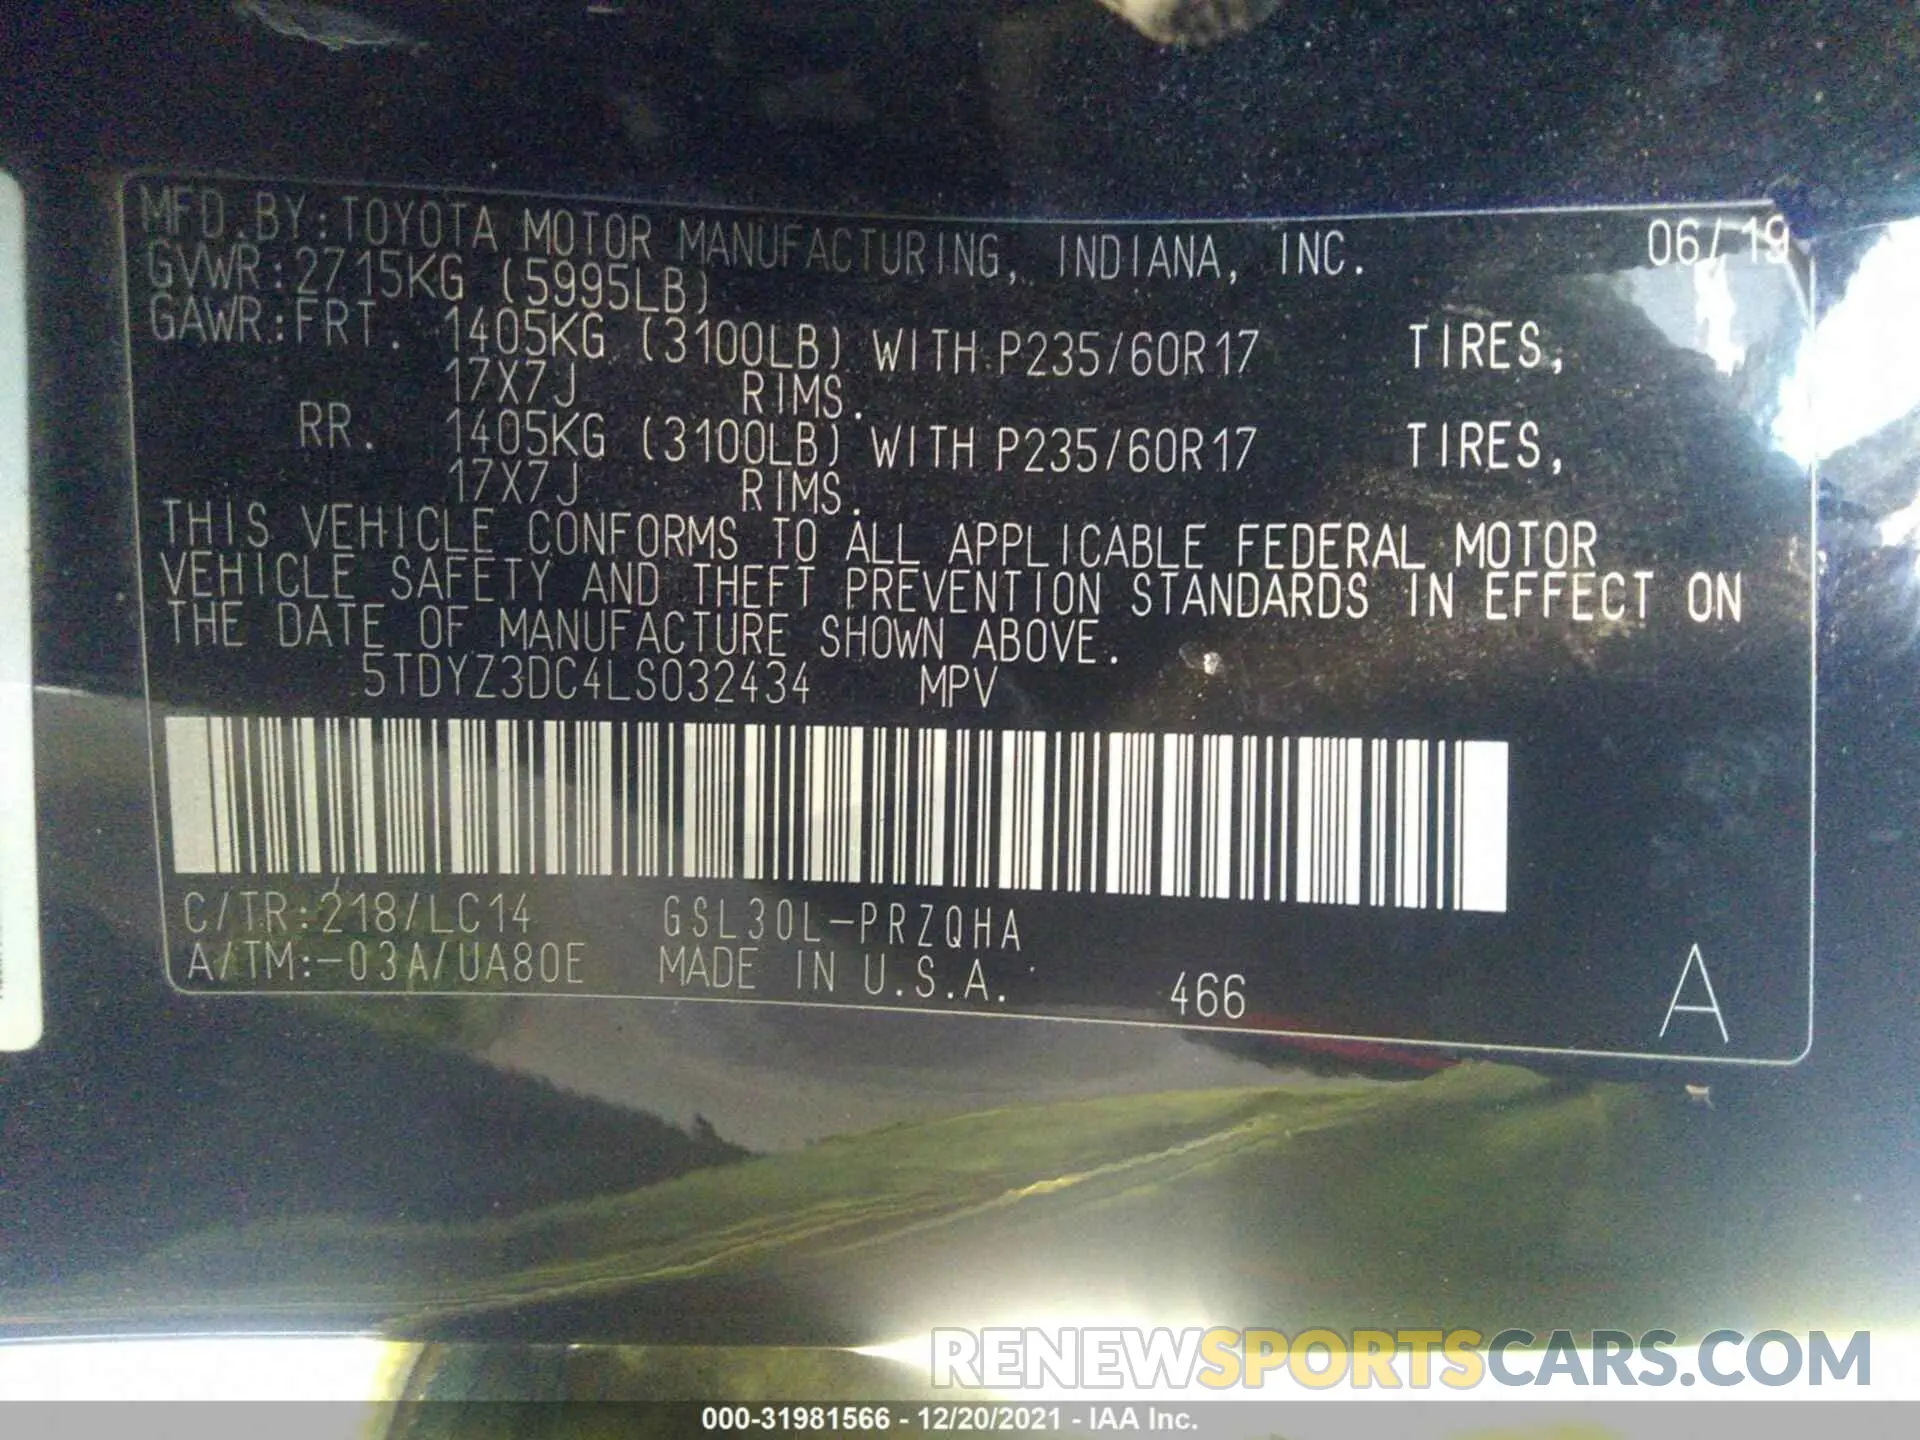 MFD.BY:TOYOTA MOTOR MANUFACTURING, INDIANA, INC. 06/19
GVWR:2715KG (5995LB)
GAWR:FRT. 1405KG (3100LB) WITH P235/60R17 TIRES,
17X7J RIMS.
RR. 1405KG (3100LB) WITH P235/60R17 TIRES,
17X7J RIMS.
THIS VEHICLE CONFORMS TO ALL APPLICABLE FEDERAL MOTOR
VEHICLE SAFETY AND THEFT PREVENTION STANDARDS IN EFFECT ON
THE DATE OF MANUFACTURE SHOWN ABOVE.
5TDYZ3DC4LS032434 MPV
C/TR:218/LC14 GSL30L-PRZQHA
A/TM:-03A/UA80E MADE IN U.S.A. 466 A
RENEWSPORTSCARS.COM
000-31981566 - 12/20/2021 - IAA Inc.